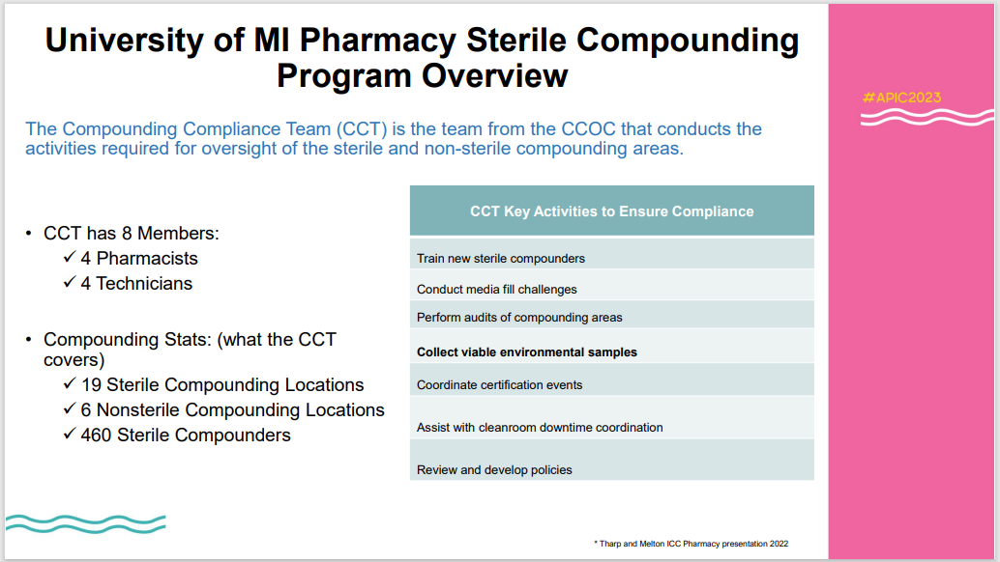 University of MI Pharmacy Sterile Compounding
Program Overview
#APIC2023
The Compounding Compliance Team (CCT) is the team from the CCOC that conducts the
activities required for oversight of the sterile and non-sterile compounding areas.
• CCT has 8 Members:
✓ 4 Pharmacists
✓ 4 Technicians
• Compounding Stats: (what the CCT
covers)
✓ 19 Sterile Compounding Locations
✓ 6 Nonsterile Compounding Locations
✓ 460 Sterile Compounders
CCT Key Activities to Ensure Compliance
Train new sterile compounders
Conduct media fill challenges
Perform audits of compounding areas
Collect viable environmental samples
Coordinate certification events
Assist with cleanroom downtime coordination
Review and develop policies
* Tharp and Melton ICC Pharmacy presentation 2022